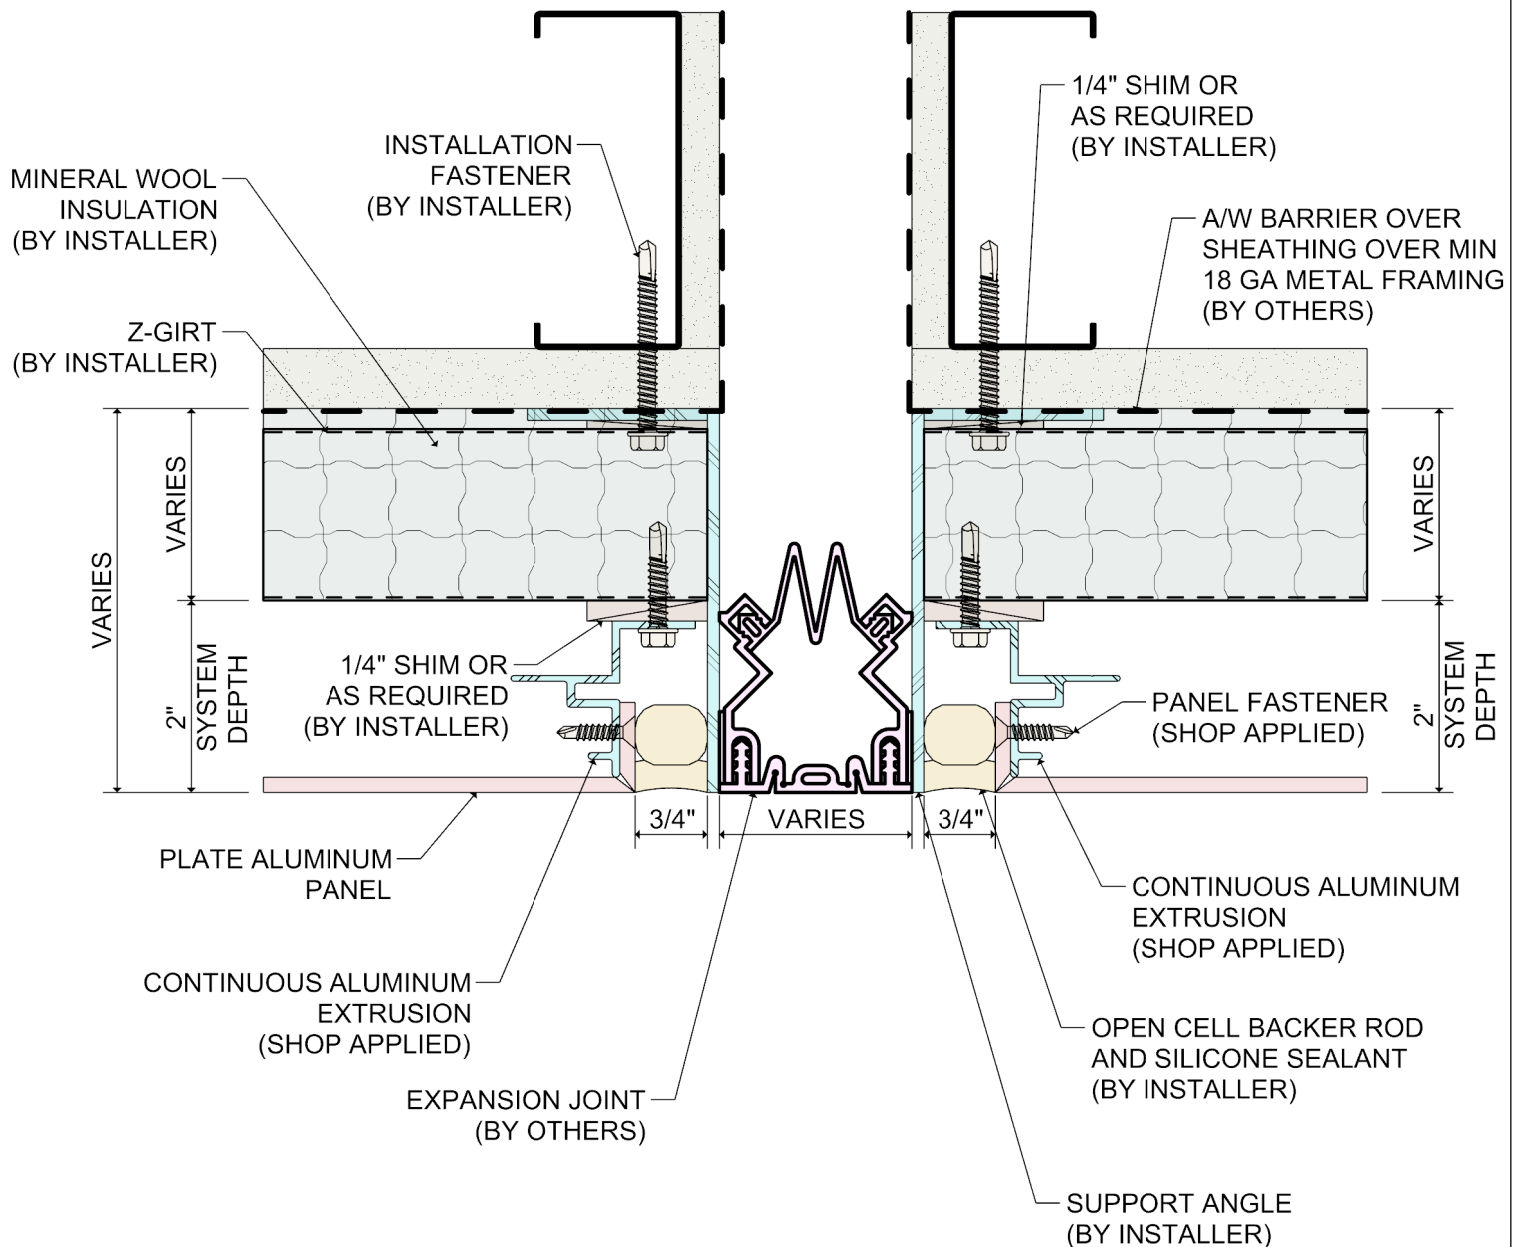 1/4" SHIM OR
AS REQUIRED
(BY INSTALLER)
INSTALLATION
FASTENER
(BY INSTALLER)
MINERAL WOOL
INSULATION
(BY INSTALLER)
A/W BARRIER OVER
SHEATHING OVER MIN
18 GA METAL FRAMING
(BY OTHERS)
Z-GIRT
(BY INSTALLER)
VARIES
VARIES
VARIES
2"
SYSTEM
DEPTH
1/4" SHIM OR
AS REQUIRED
(BY INSTALLER)
PANEL FASTENER
(SHOP APPLIED)
2"
SYSTEM
DEPTH
3/4"
VARIES
3/4"
PLATE ALUMINUM
PANEL
CONTINUOUS ALUMINUM
EXTRUSION
(SHOP APPLIED)
CONTINUOUS ALUMINUM
EXTRUSION
(SHOP APPLIED)
OPEN CELL BACKER ROD
AND SILICONE SEALANT
(BY INSTALLER)
EXPANSION JOINT
(BY OTHERS)
SUPPORT ANGLE
(BY INSTALLER)